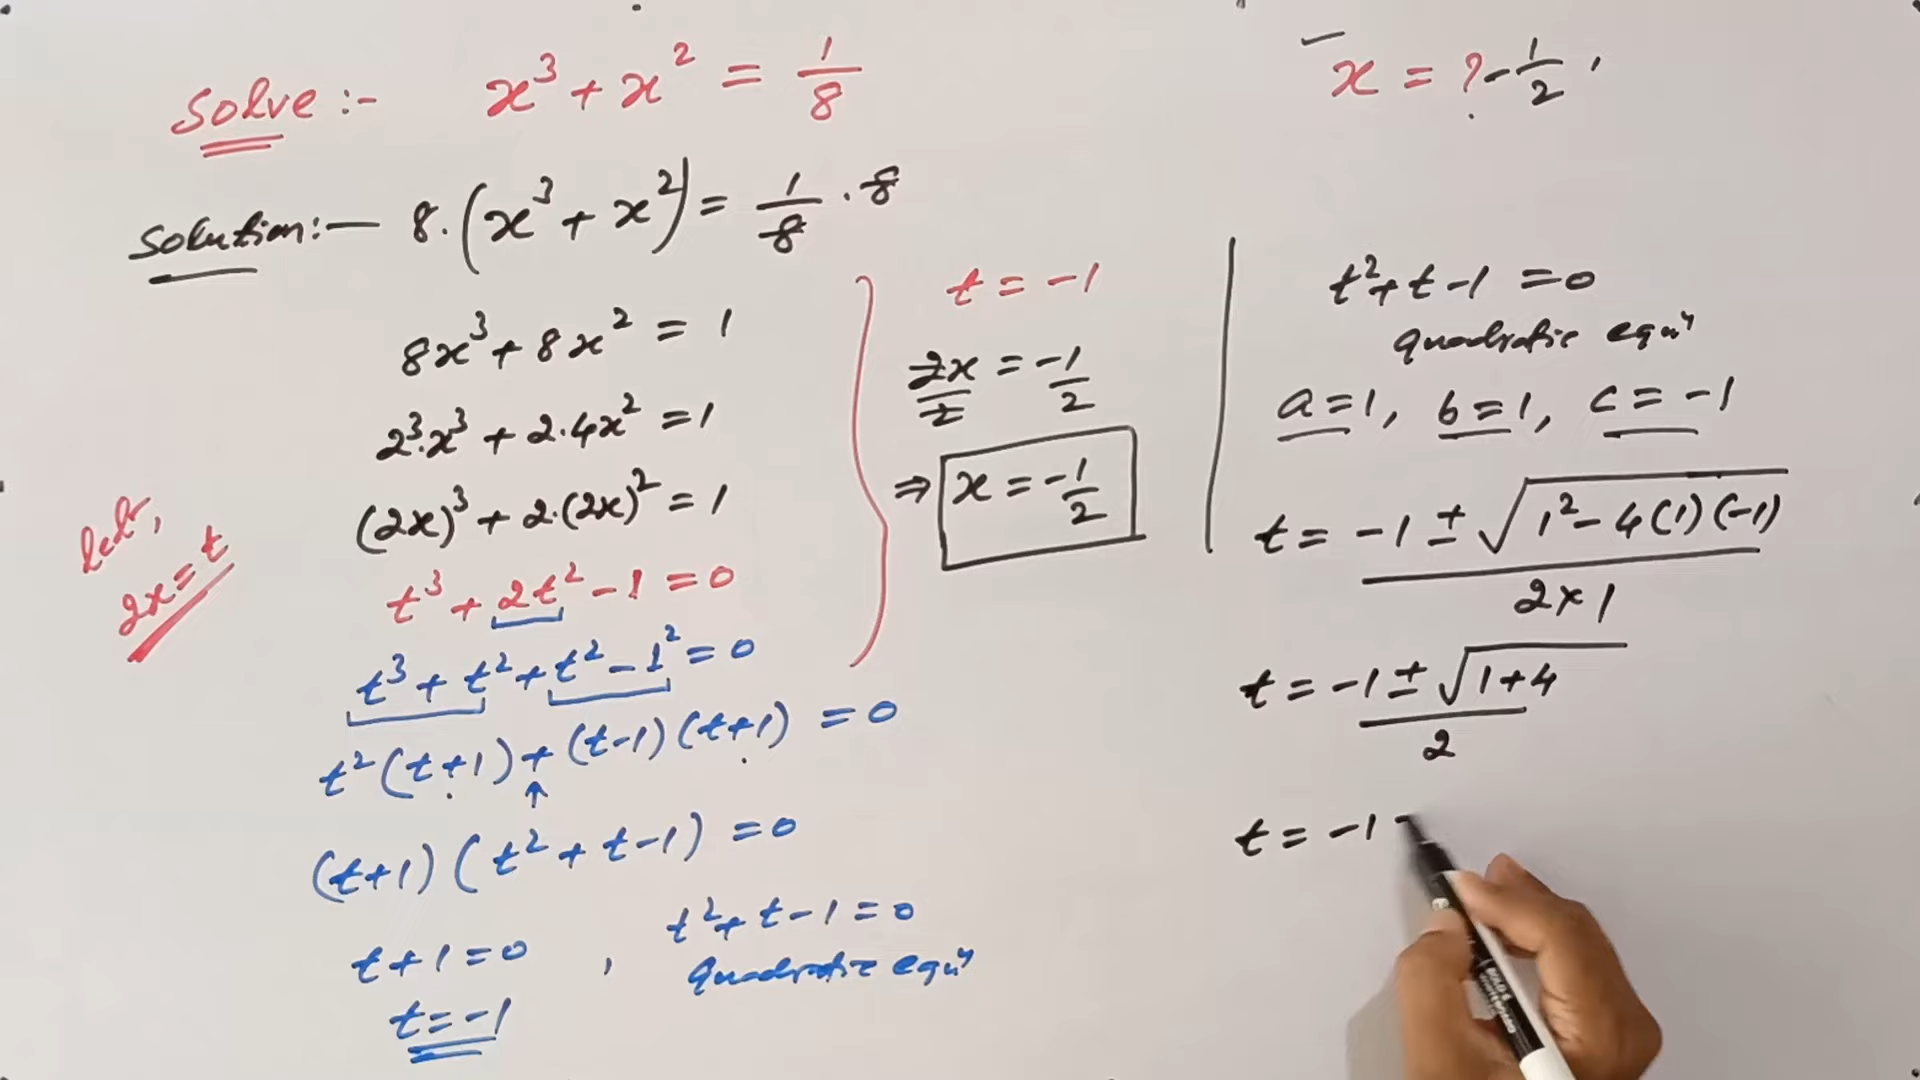 Solve :- x³ + x² = 1/8
x = ? -1/2 ,
Solution :— 8.(x³ + x²) = 1/8 . 8
8x³ + 8x² = 1
2³.x³ + 2.4x² = 1
(2x)³ + 2.(2x)² = 1
let,
2x = t
t³ + 2t² - 1 = 0
t³ + t² + t² - 1² = 0
t² (t+1) + (t-1) (t+1) = 0
↑
(t+1) (t² + t - 1) = 0
t+1 = 0 , t² + t - 1 = 0
quadratic equⁿ
t = -1
t = -1
2x/2 = -1/2
⇒ x = -1/2
t² + t - 1 = 0
quadratic equⁿ
a = 1, b = 1, c = -1
t = -1 ± √1² - 4(1)(-1) / 2×1
t = -1 ± √1+4 / 2
t = -1